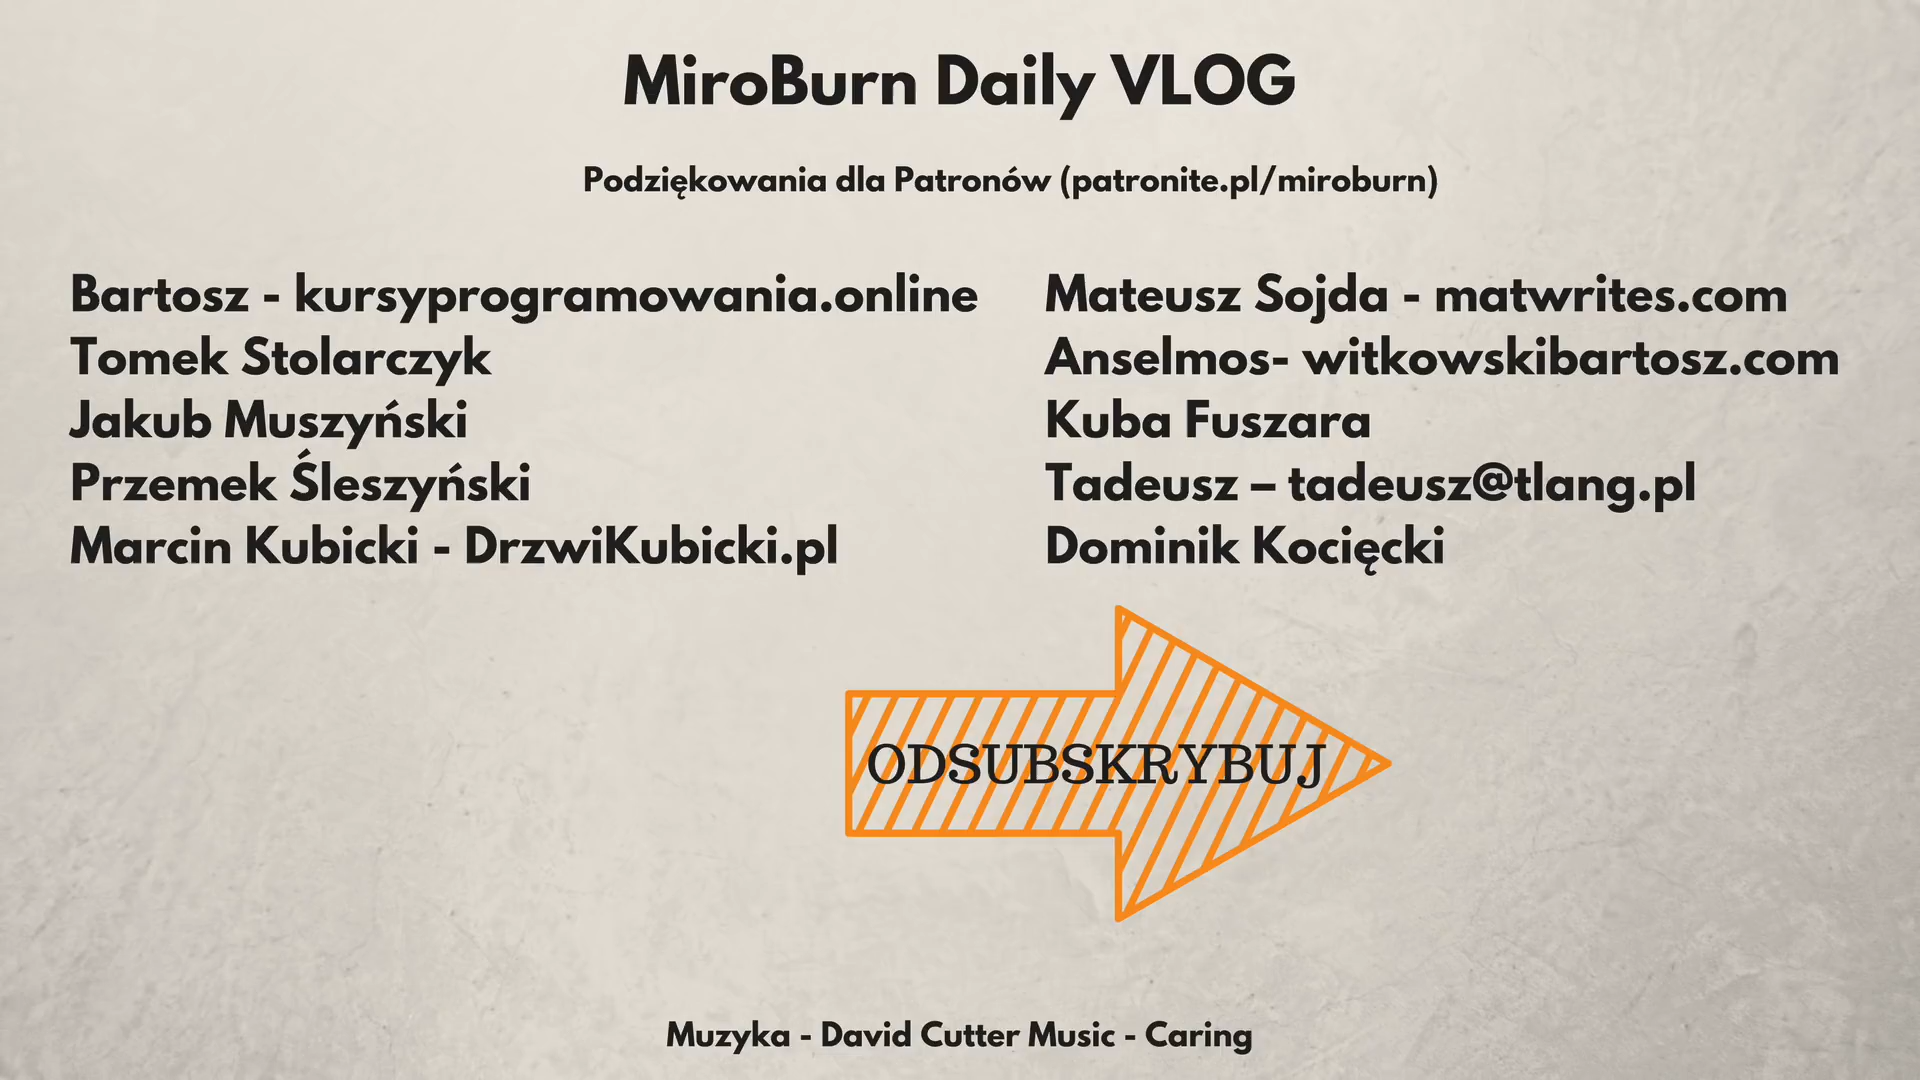 MiroBurn Daily VLOG
Podziękowania dla Patronów (patronite.pl/miroburn)
Bartosz - kursyprogramowania.online
Tomek Stolarczyk
Jakub Muszyński
Przemek Śleszyński
Marcin Kubicki - DrzwiKubicki.pl
Mateusz Sojda - matwrites.com
Anselmos- witkowskibartosz.com
Kuba Fuszara
Tadeusz – tadeusz@tlang.pl
Dominik Kocięcki
ODSUBSKRYBUJ
Muzyka - David Cutter Music - Caring